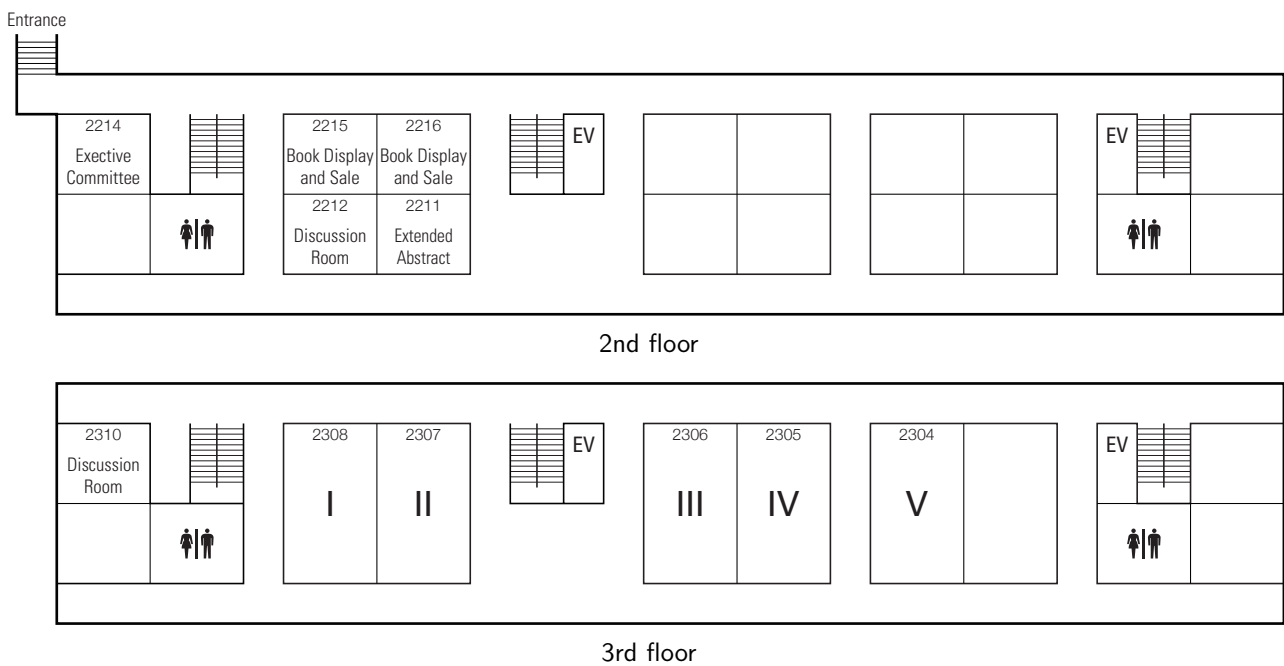 Entrance
2214
Exective
Committee
2215
Book Display
and Sale
2216
Book Display
and Sale
EV
EV
2212
Discussion
Room
2211
Extended
Abstract
2nd floor
2310
Discussion
Room
2308
I
2307
II
EV
2306
III
2305
IV
2304
V
EV
3rd floor